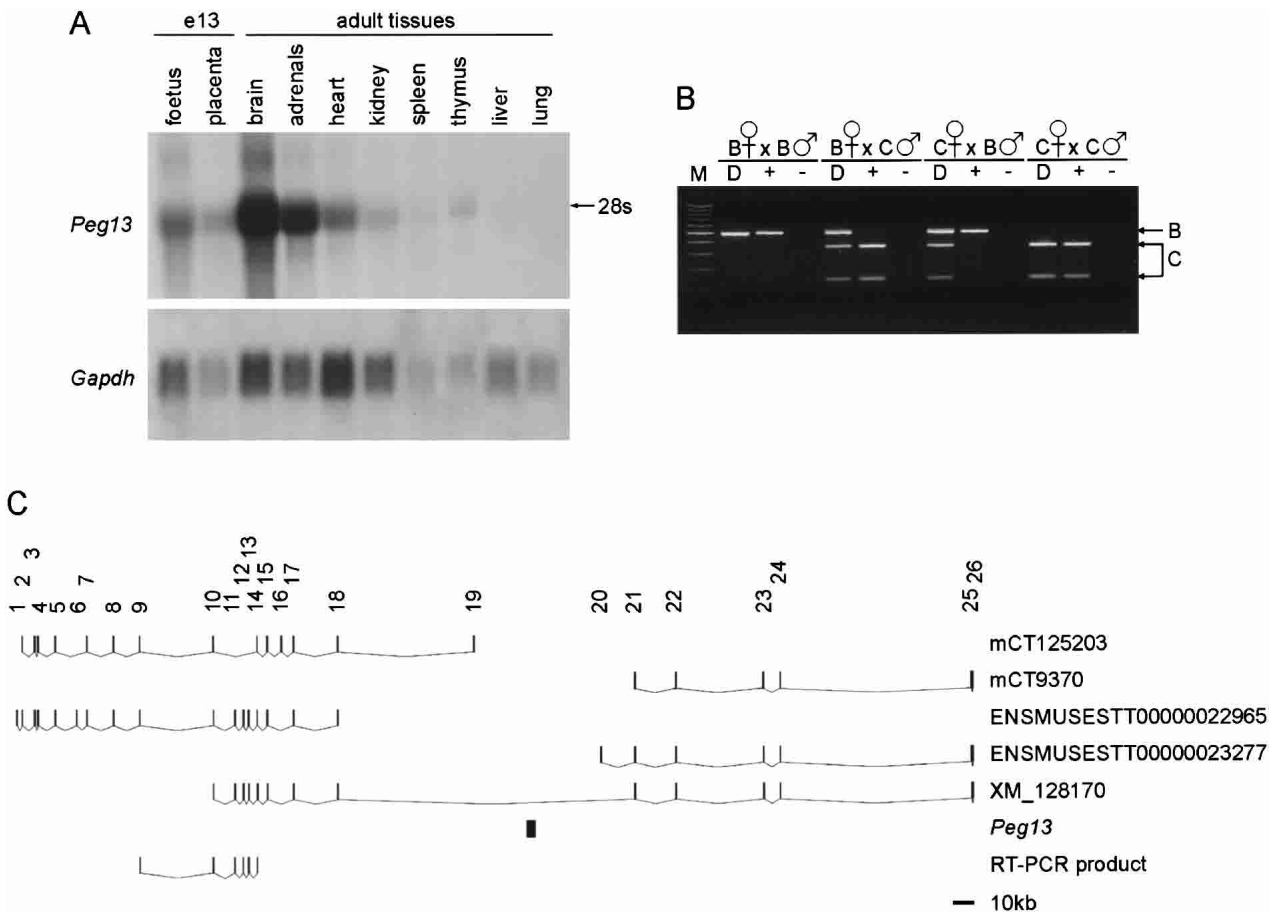 A
e13
adult tissues
foetus
placenta
brain
adrenals
heart
kidney
spleen
thymus
liver
lung
Peg13
28s
Gapdh
B
B♀ x B♂
B♀ x C♂
C♀ x B♂
C♀ x C♂
M D + - D + - D + - D + -
B
C
C
1 2 3 4 5 6 7 8 9 10 11 12 13 14 15 16 17 18 19 20 21 22 23 24 25 26
mCT125203
mCT9370
ENSMUSESTT00000022965
ENSMUSESTT00000023277
XM_128170
Peg13
RT-PCR product
10kb